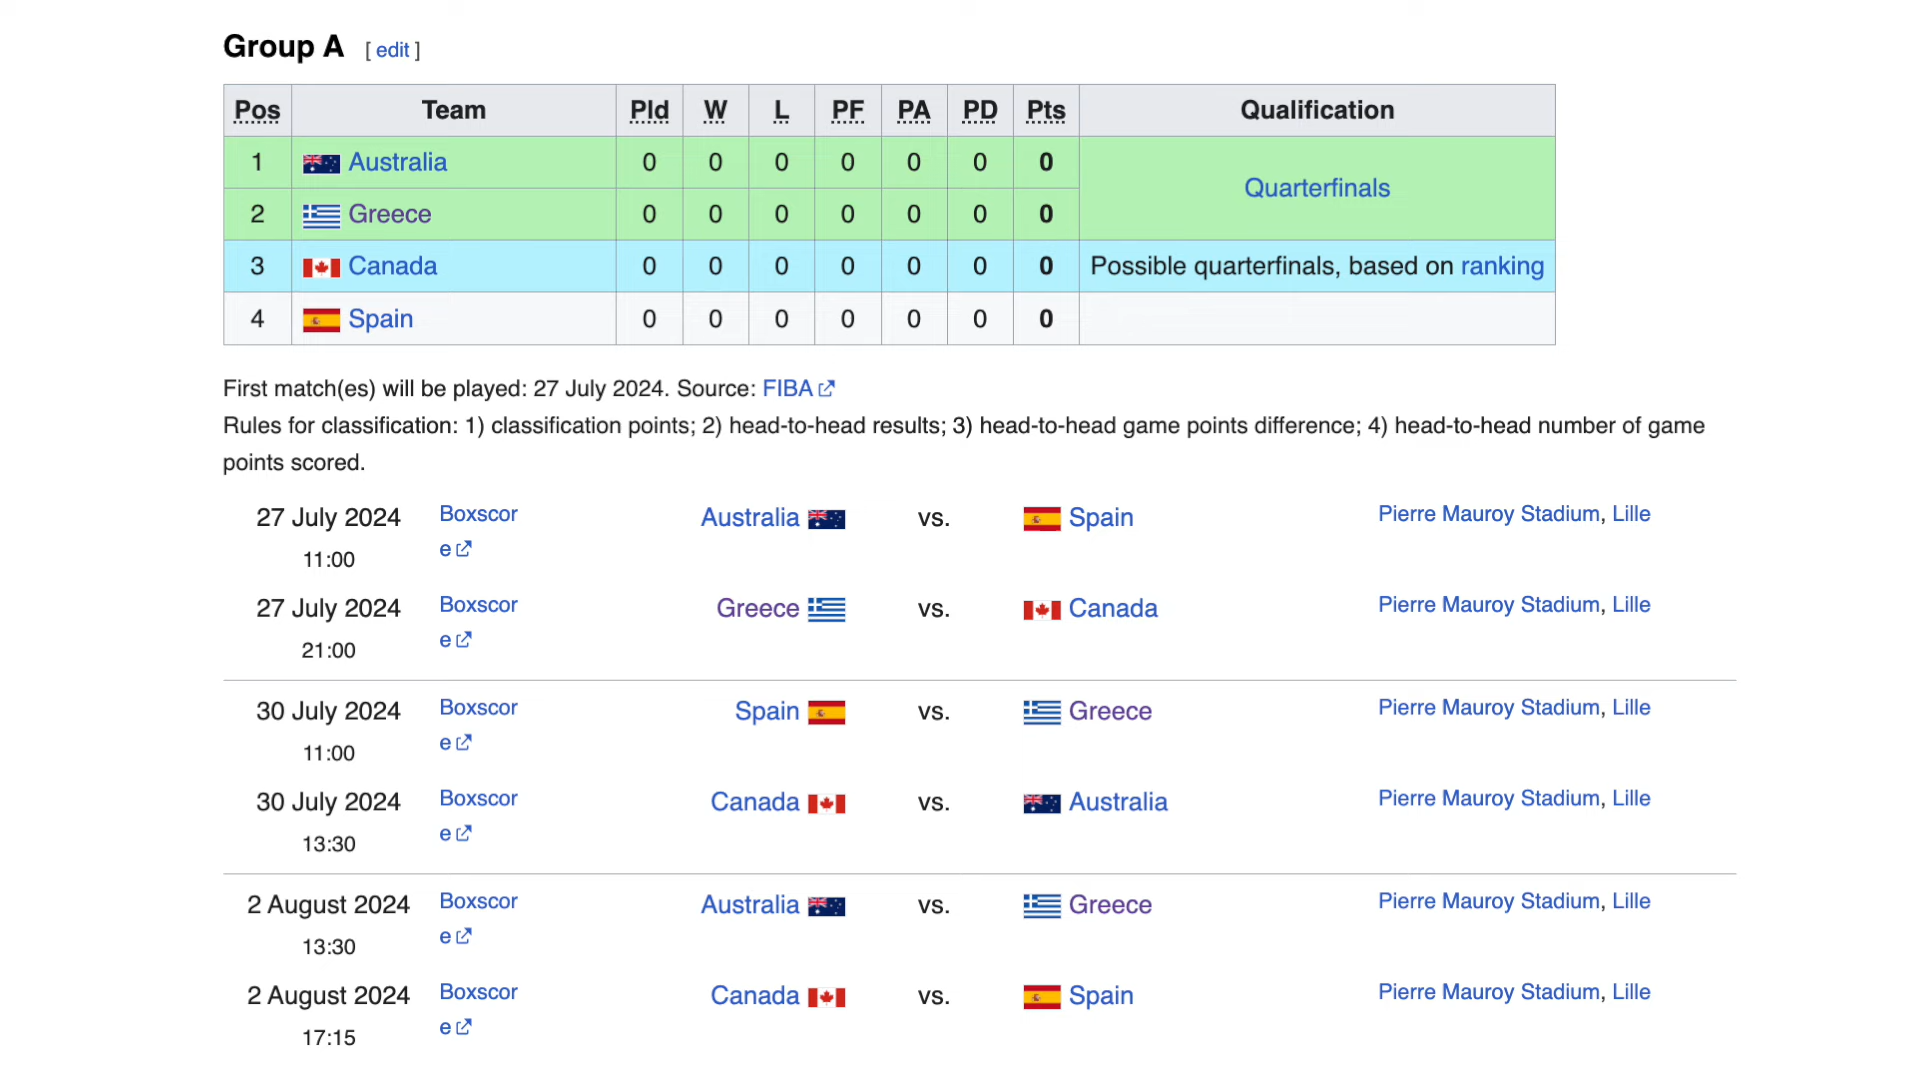 Group A [ edit ]
Pos Team Pld W L PF PA PD Pts Qualification
1 Australia 0 0 0 0 0 0 0 Quarterfinals
2 Greece 0 0 0 0 0 0 0
3 Canada 0 0 0 0 0 0 0 Possible quarterfinals, based on ranking
4 Spain 0 0 0 0 0 0 0
First match(es) will be played: 27 July 2024. Source: FIBA
Rules for classification: 1) classification points; 2) head-to-head results; 3) head-to-head game points difference; 4) head-to-head number of game
points scored.
27 July 2024 Boxscor Australia vs. Spain Pierre Mauroy Stadium, Lille
11:00 e
27 July 2024 Boxscor Greece vs. Canada Pierre Mauroy Stadium, Lille
21:00 e
30 July 2024 Boxscor Spain vs. Greece Pierre Mauroy Stadium, Lille
11:00 e
30 July 2024 Boxscor Canada vs. Australia Pierre Mauroy Stadium, Lille
13:30 e
2 August 2024 Boxscor Australia vs. Greece Pierre Mauroy Stadium, Lille
13:30 e
2 August 2024 Boxscor Canada vs. Spain Pierre Mauroy Stadium, Lille
17:15 e